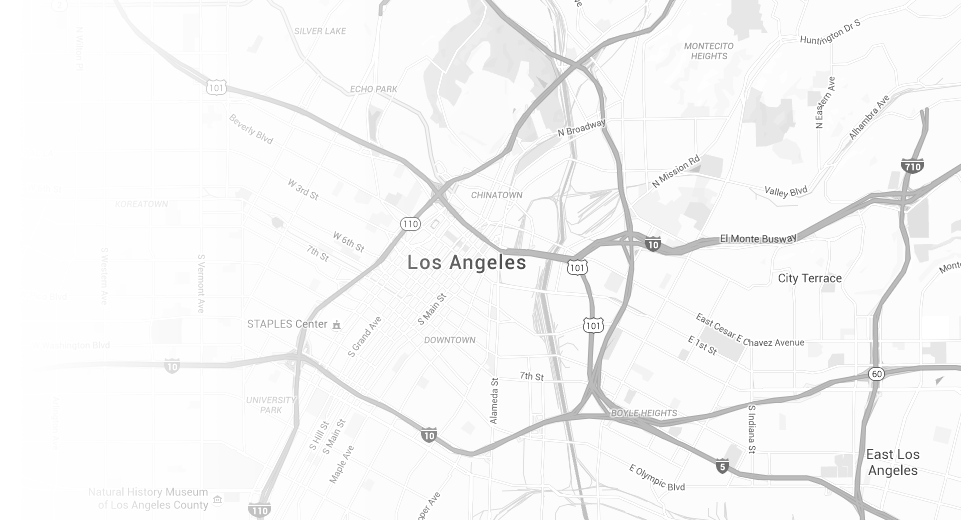 SILVER LAKE
Huntington Dr S
MONTECITO
HEIGHTS
101
ECHO PARK
N Eastern Ave
Alhambra Ave
Beverly Blvd
N Broadway
710
N Mission Rd
Valley Blvd
W 3rd St
CHINATOWN
KOREATOWN
110
W 6th St
7th St
El Monte Busway
10
Los Angeles
101
City Terrace
S Vermont Ave
S Western Ave
S Main St
STAPLES Center
101
S Grand Ave
East Cesar E Chavez Avenue
E 1st St
DOWNTOWN
10
7th St
60
Alameda St
UNIVERSITY
PARK
BOYLE HEIGHTS
S Indiana St
S Hill St
S Main St
10
Maple Ave
East Los
Angeles
5
E Olympic Blvd
Natural History Museum
of Los Angeles County
110